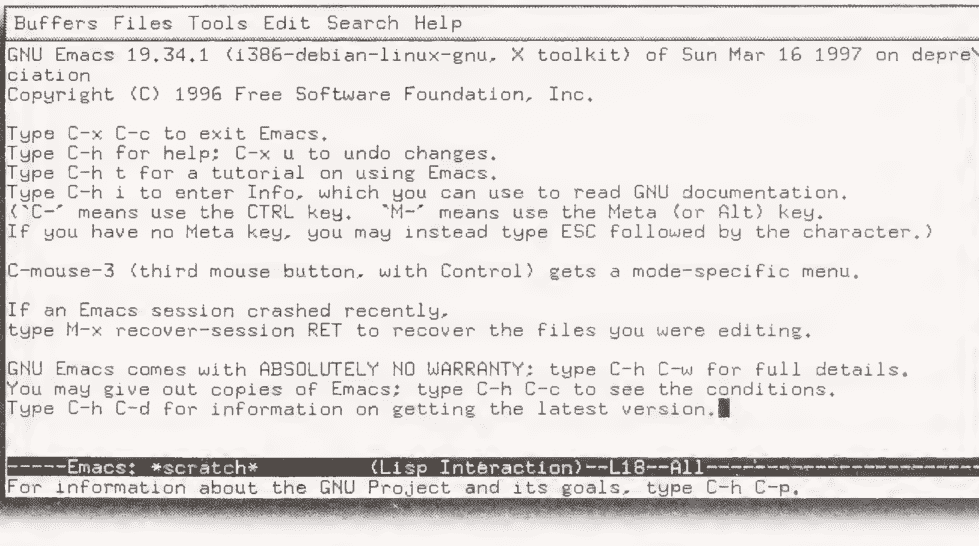 Buffers Files Tools Edit Search Help
GNU Emacs 19.34.1 (i386-debian-linux-gnu, X toolkit) of Sun Mar 16 1997 on depre\
ciation
Copyright (C) 1996 Free Software Foundation, Inc.
Type C-x C-c to exit Emacs.
Type C-h for help; C-x u to undo changes.
Type C-h t for a tutorial on using Emacs.
Type C-h i to enter Info, which you can use to read GNU documentation.
(`C-' means use the CTRL key.  `M-' means use the Meta (or Alt) key.
If you have no Meta key, you may instead type ESC followed by the character.)
C-mouse-3 (third mouse button, with Control) gets a mode-specific menu.
If an Emacs session crashed recently,
type M-x recover-session RET to recover the files you were editing.
GNU Emacs comes with ABSOLUTELY NO WARRANTY; type C-h C-w for full details.
You may give out copies of Emacs; type C-h C-c to see the conditions.
Type C-h C-d for information on getting the latest version.
-----Emacs: *scratch*          (Lisp Interaction)--L18--All-----------------------
For information about the GNU Project and its goals, type C-h C-p.